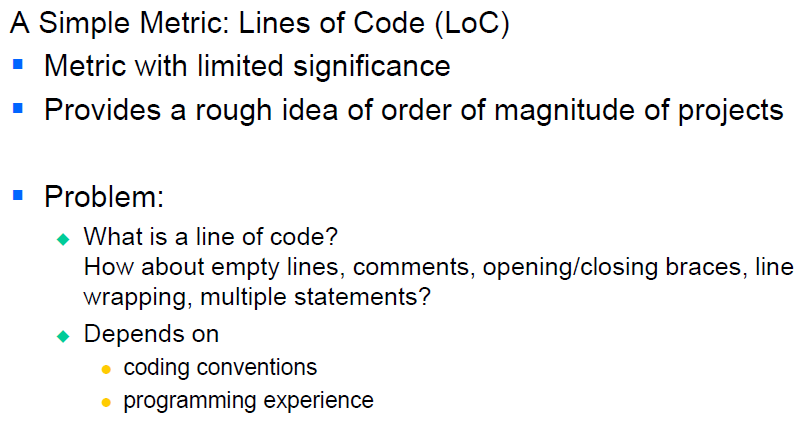 A Simple Metric: Lines of Code (LoC)
Metric with limited significance
Provides a rough idea of order of magnitude of projects
Problem:
What is a line of code?
How about empty lines, comments, opening/closing braces, line
wrapping, multiple statements?
Depends on
coding conventions
programming experience